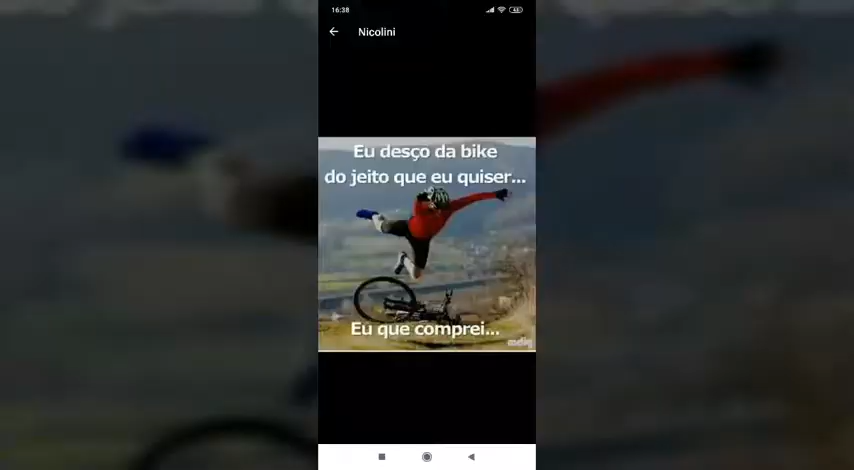 16:38
Nicolini
Eu desço da bike
do jeito que eu quiser...
Eu que comprei...